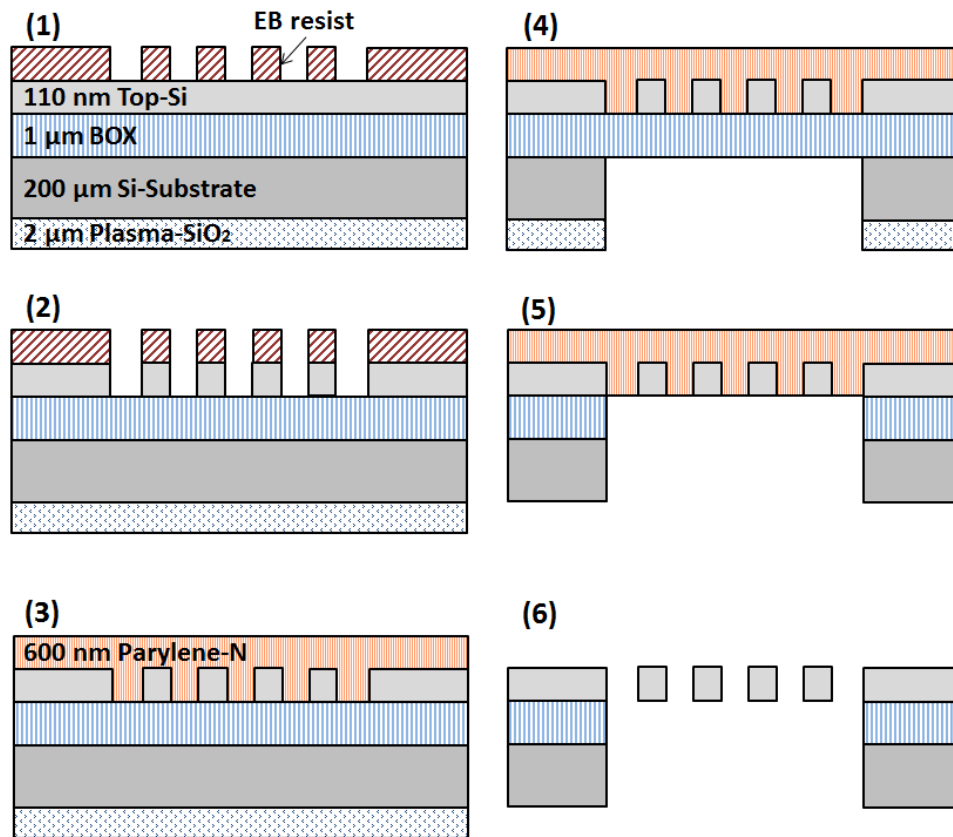 (1)
EB resist
110 nm Top-Si
1 μm BOX
200 μm Si-Substrate
2 μm Plasma-SiO₂
(2)
(3)
600 nm Parylene-N
(4)
(5)
(6)